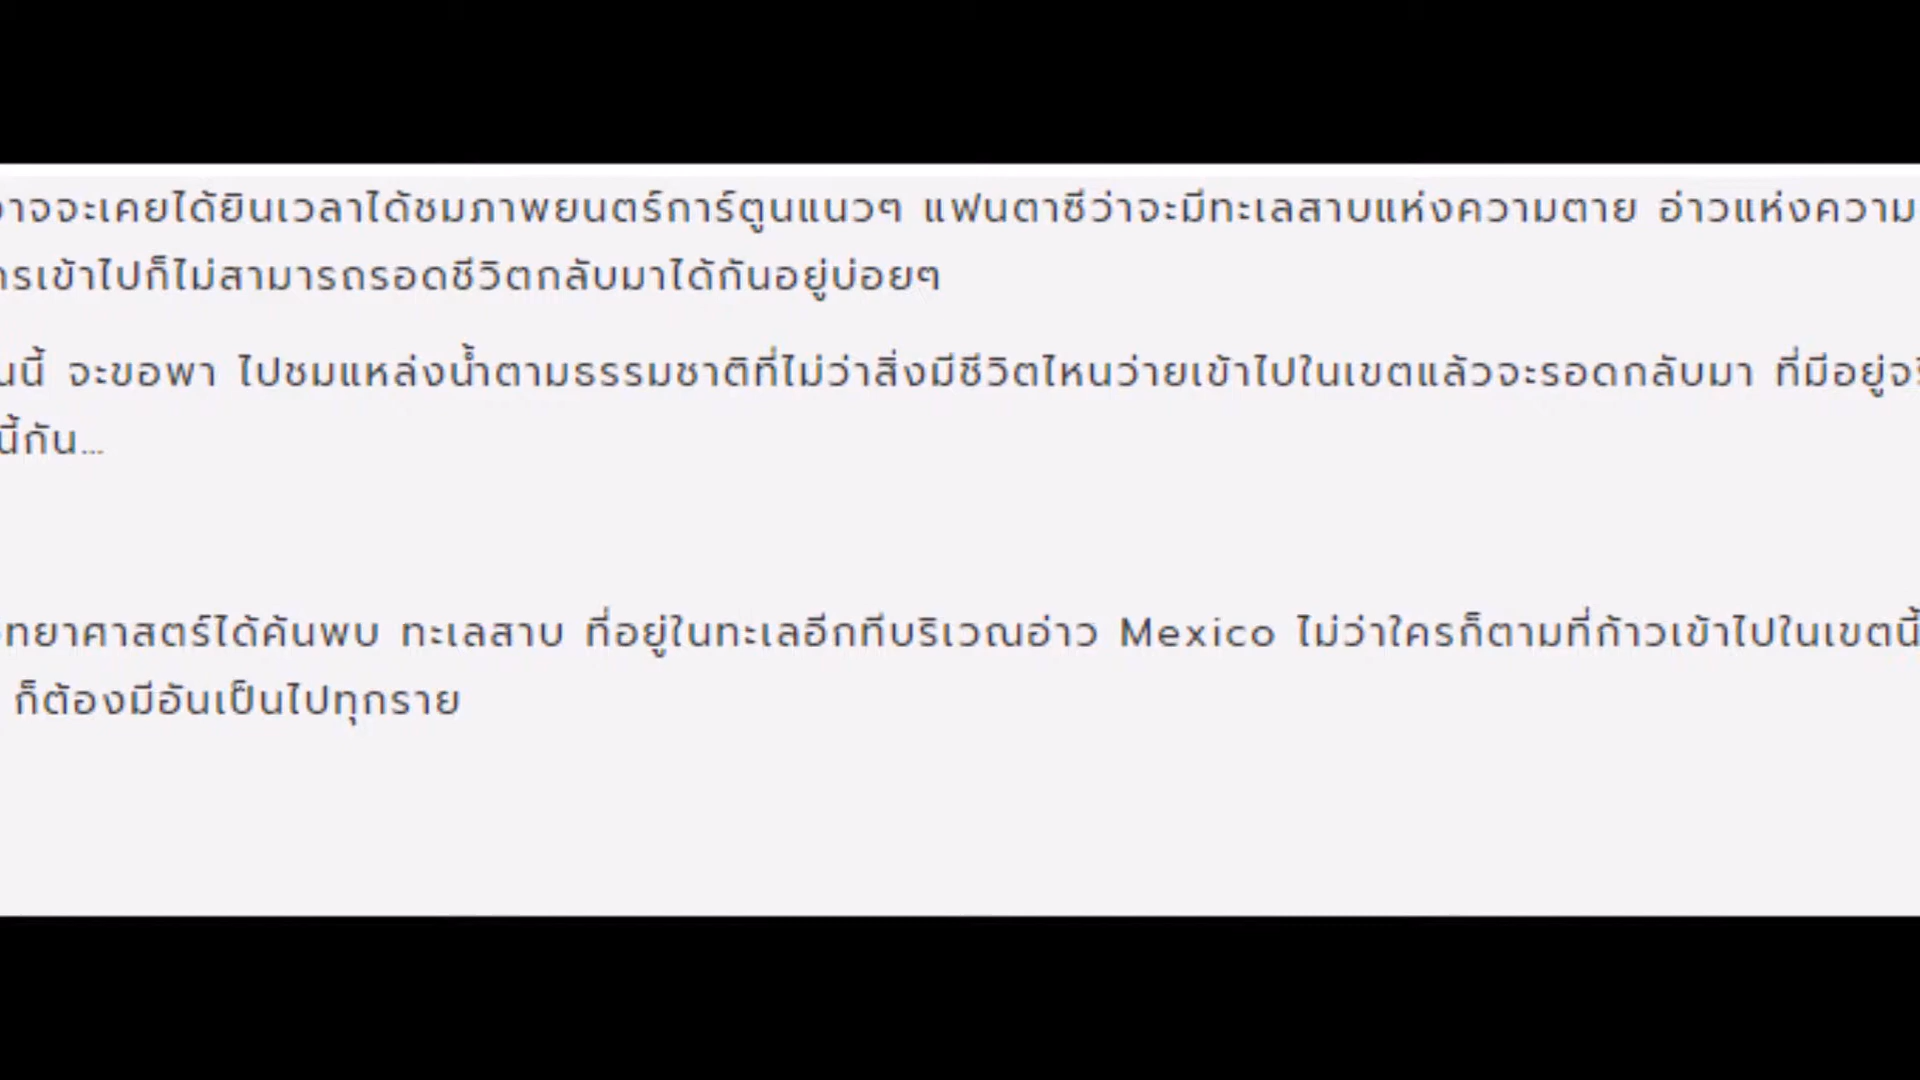 าจจะเคยได้ยินเวลาได้ชมภาพยนตร์การ์ตูนแนวๆ แฟนตาซีว่าจะมีทะเลสาบแห่งความตาย อ่าวแห่งความ
รเข้าไปก็ไม่สามารถรอดชีวิตกลับมาได้กันอยู่บ่อยๆ
นนี้ จะขอพา ไปชมแหล่งน้ำตามธรรมชาติที่ไม่ว่าสิ่งมีชีวิตไหนว่ายเข้าไปในเขตแล้วจะรอดกลับมา ที่มีอยู่จ
นี้กัน...
ทยาศาสตร์ได้ค้นพบ ทะเลสาบ ที่อยู่ในทะเลอีกทีบริเวณอ่าว Mexico ไม่ว่าใครก็ตามที่ก้าวเข้าไปในเขตนี้
ก็ต้องมีอันเป็นไปทุกราย